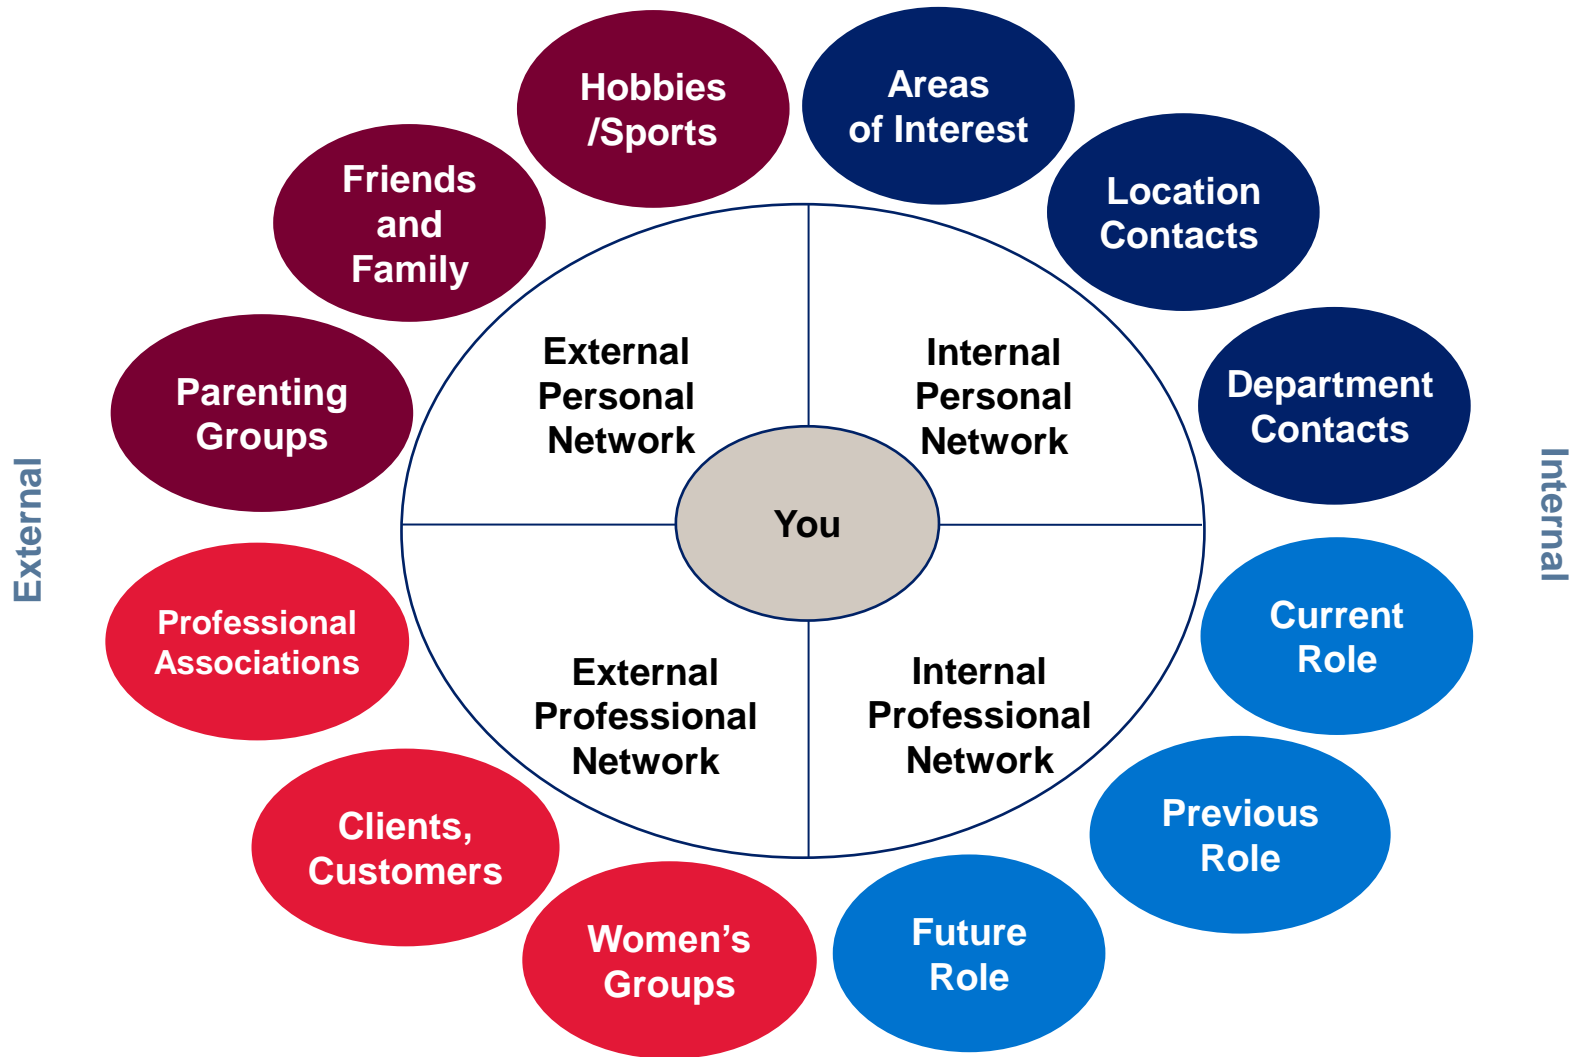 Hobbies
/Sports
Areas
of Interest
Friends
and
Family
Location
Contacts
Parenting
Groups
External
Personal
Network
Internal
Personal
Network
Department
Contacts
External
You
Internal
Professional
Associations
External
Professional
Network
Internal
Professional
Network
Current
Role
Clients,
Customers
Previous
Role
Women’s
Groups
Future
Role